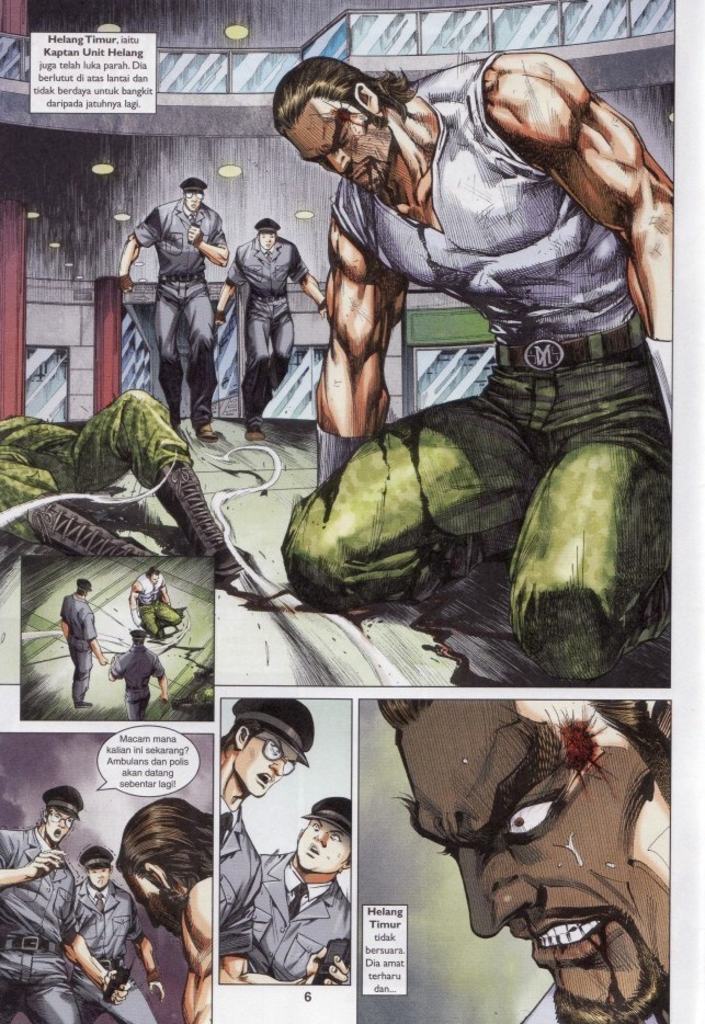 Helang Timur, iaitu
Kaptan Unit Helang
juga telah luka parah. Dia
berlutut di atas lantai dan
tidak berdaya untuk bangkit
daripada jatuhnya lagi.
M
Macam mana
kalian ini sekarang?
Ambulans dan polis
akan datang
sebentar lagi!
Helang
Timur
tidak
bersuara.
Dia amat
terharu
dan...
6